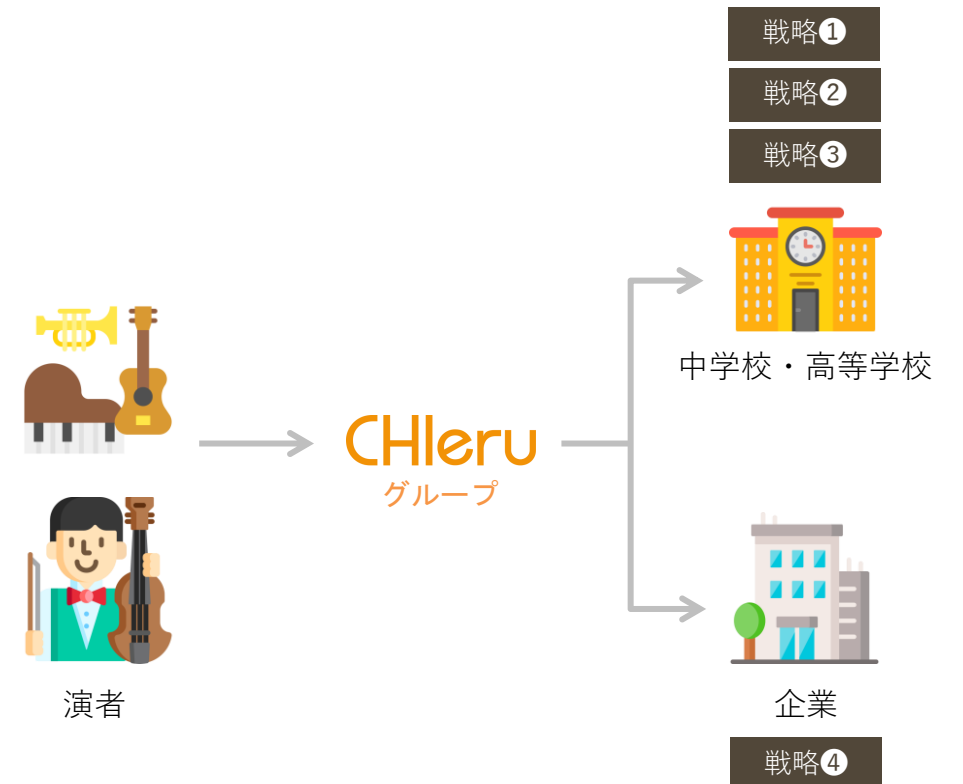 戦略❶
戦略❷
戦略❸
中学校・高等学校
CHIeru
グループ
演者
企業
戦略❹